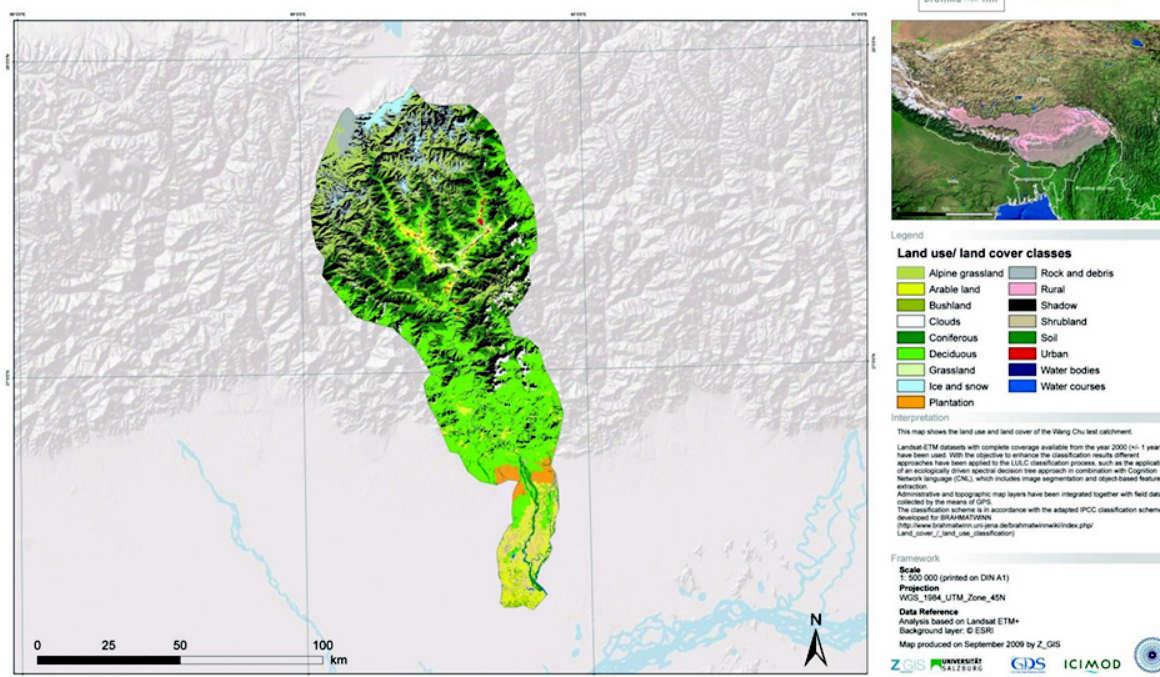 Legend
Land use/ land cover classes
Alpine grassland
Arable land
Bushland
Clouds
Coniferous
Deciduous
Grassland
Ice and snow
Plantation
Rock and debris
Rural
Shadow
Shrubland
Soil
Urban
Water bodies
Water courses
Interpretation
This map shows the land use and land cover of the Wang Chu test catchment.
Landsat-ETM datasets with complete coverage available from the year 2000 (+/- 1 year
have been used. With the objective to enhance the classification results different
approaches have been applied to the LULC classification process, such as the applicati
of an ecologically driven spectral decision tree approach in combination with Cognition
Network language (CNL), which includes image segmentation and object-based feature
extraction.
Administrative and topographic map layers have been integrated together with field data
collected by the means of GPS.
The classification scheme is in accordance with the adapted IPCC classification scheme
developed for BRAHMATWINN
(http://www.brahmatwinn.uni-jena.de/brahmatwinnwiki/index.php/
Land_cover_/_land_use_classification)
Framework
Scale
1: 500 000 (printed on DIN A1)
Projection
WGS_1984_UTM_Zone_45N
Data Reference
Analysis based on Landsat ETM+
Background layer: © ESRI
Map produced on September 2009 by Z_GIS
Z_GIS UNIVERSITÄT SALZBURG GDS ICIMOD
N
0 25 50 100
km